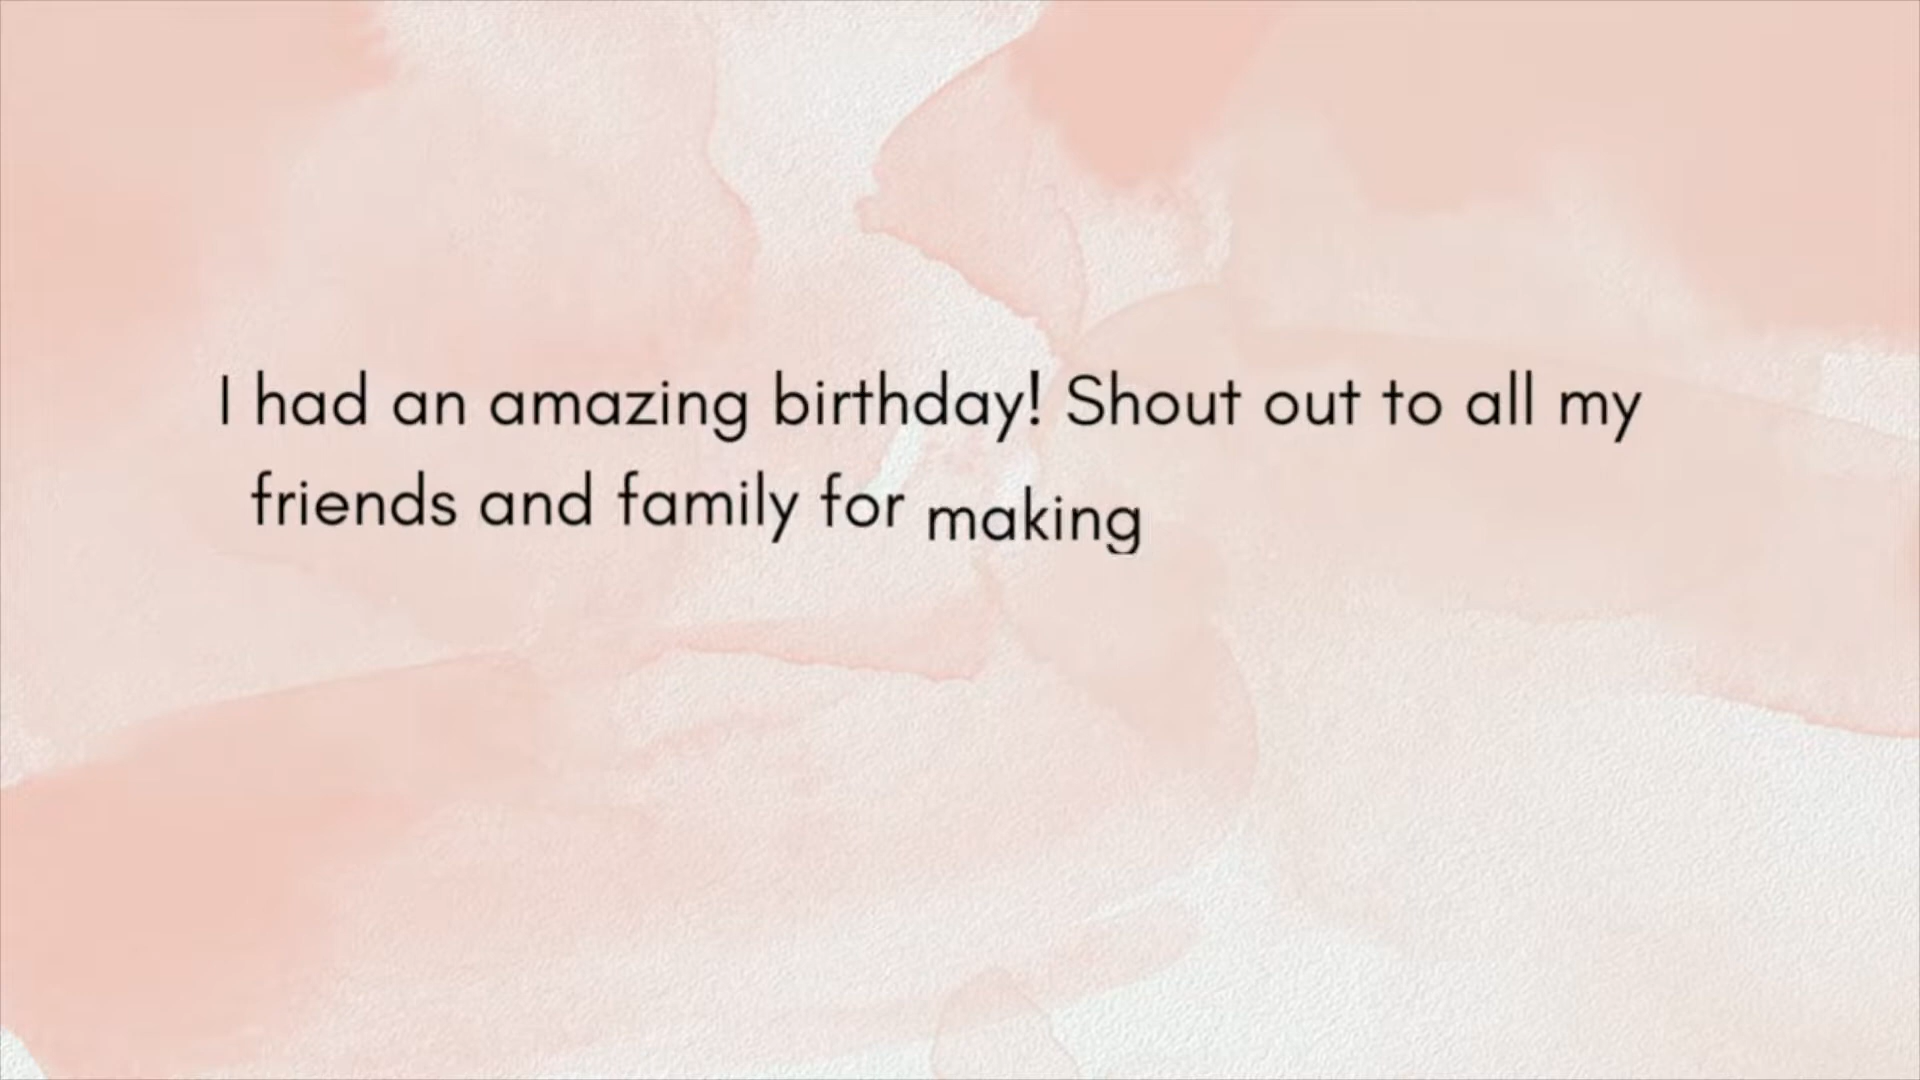 I had an amazing birthday! Shout out to all my
friends and family for making